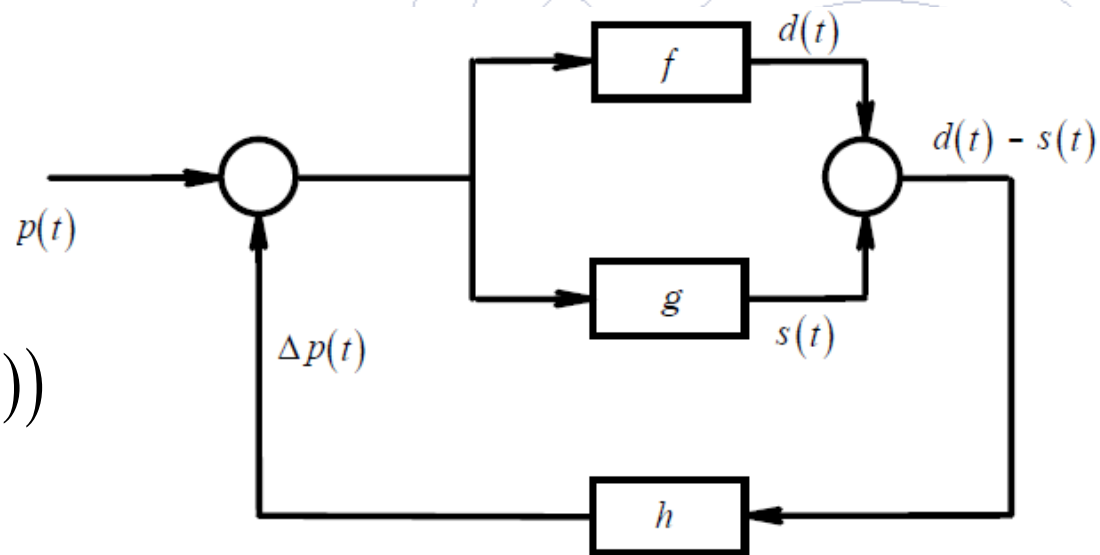 f
d(t)
d(t) - s(t)
p(t)
g
s(t)
Δp(t)
))
h